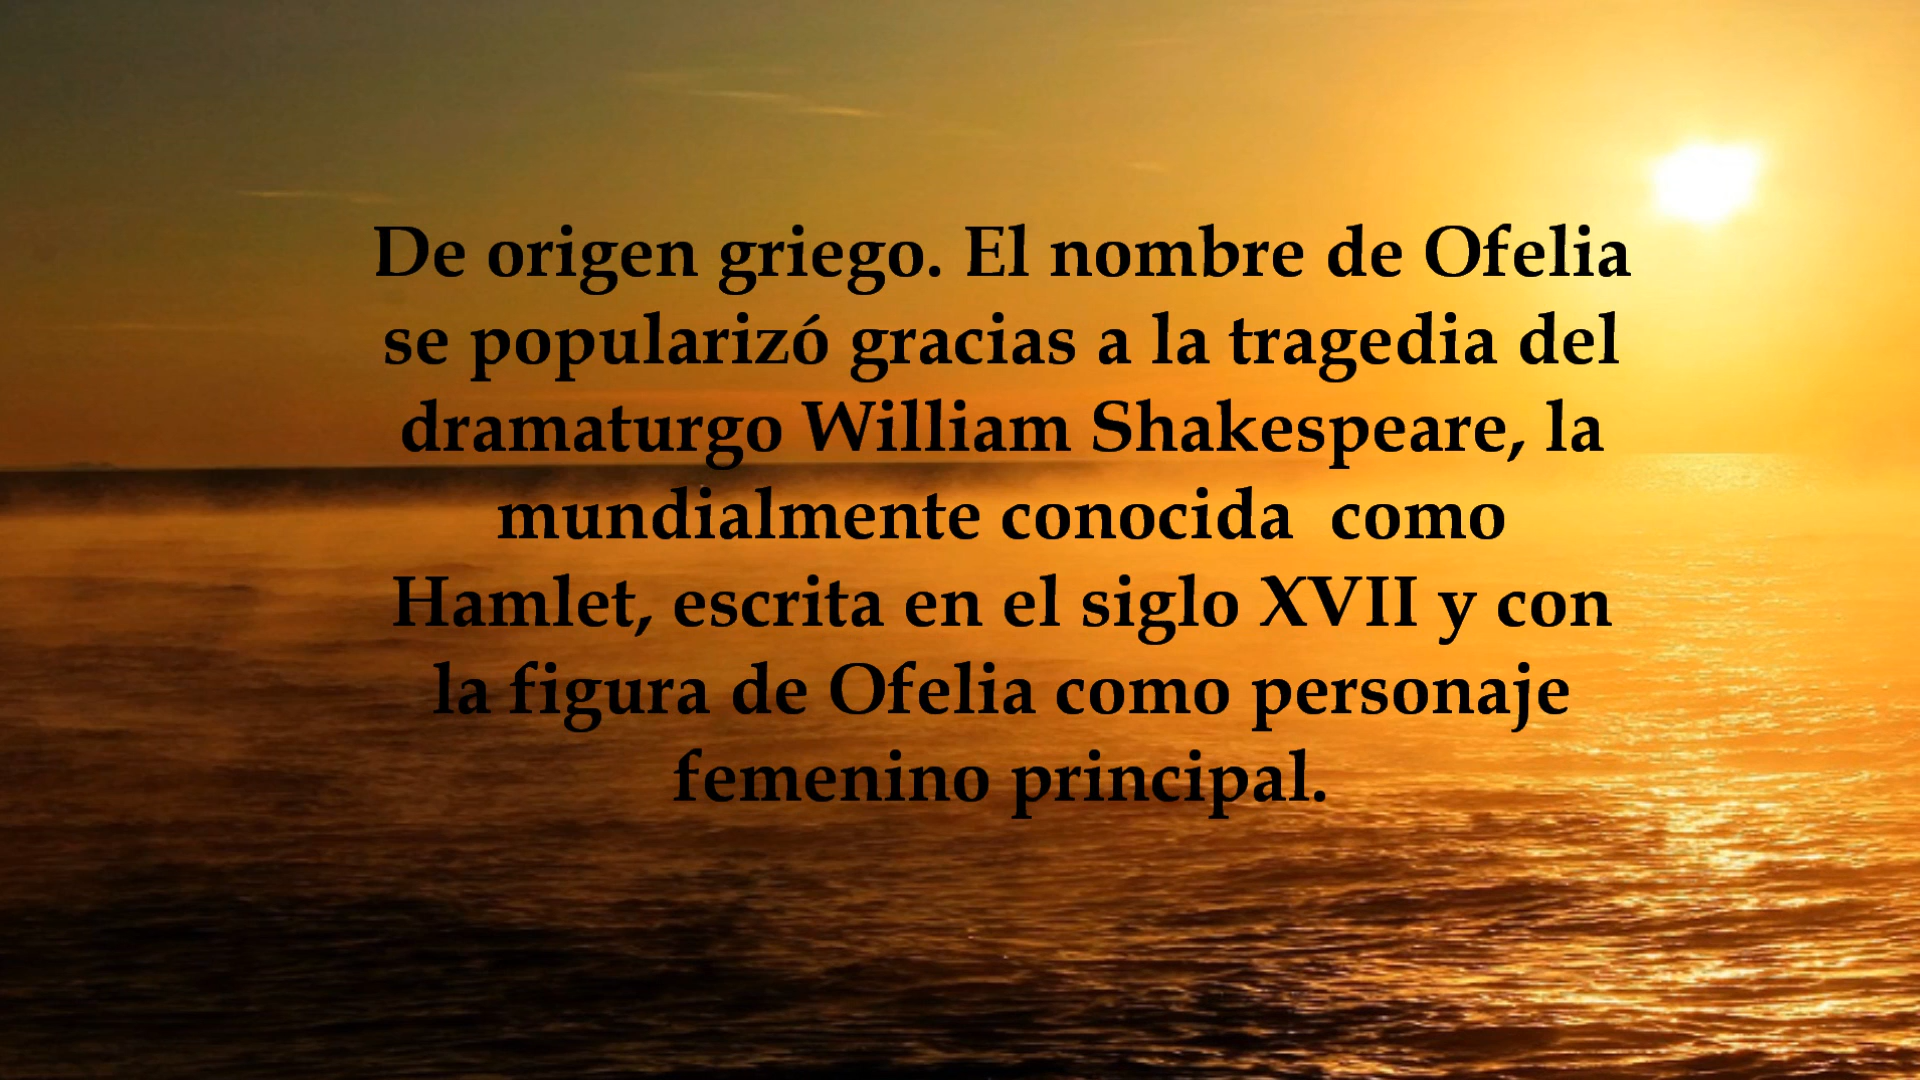 De origen griego. El nombre de Ofelia
se popularizó gracias a la tragedia del
dramaturgo William Shakespeare, la
mundialmente conocida  como
Hamlet, escrita en el siglo XVII y con
la figura de Ofelia como personaje
femenino principal.